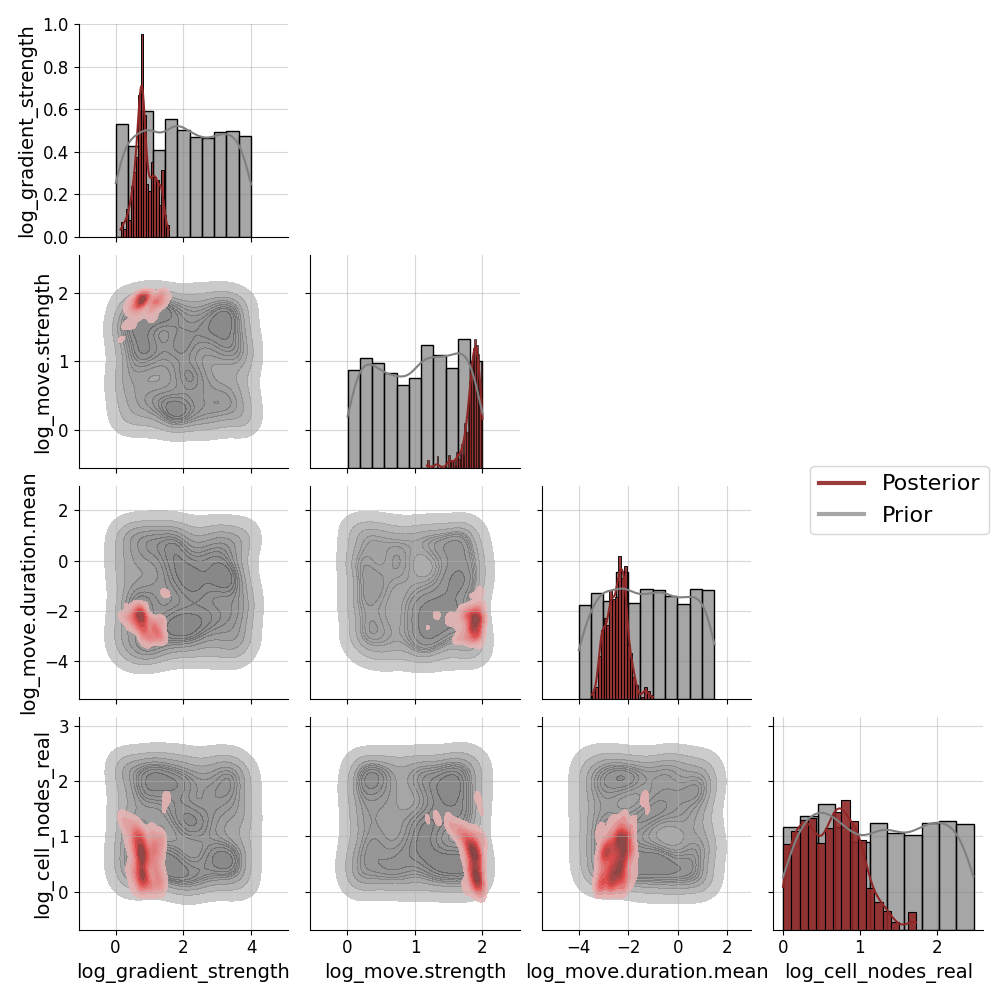 log_gradient_strength
1.0
0.8
0.6
0.4
0.2
0.0
log_move.strength
2
1
0
log_move.duration.mean
2
0
−2
−4
Posterior
Prior
log_cell_nodes_real
3
2
1
0
0 2 4
0 1 2
−4 −2 0 2
0 1 2
log_gradient_strength log_move.strength log_move.duration.mean log_cell_nodes_real